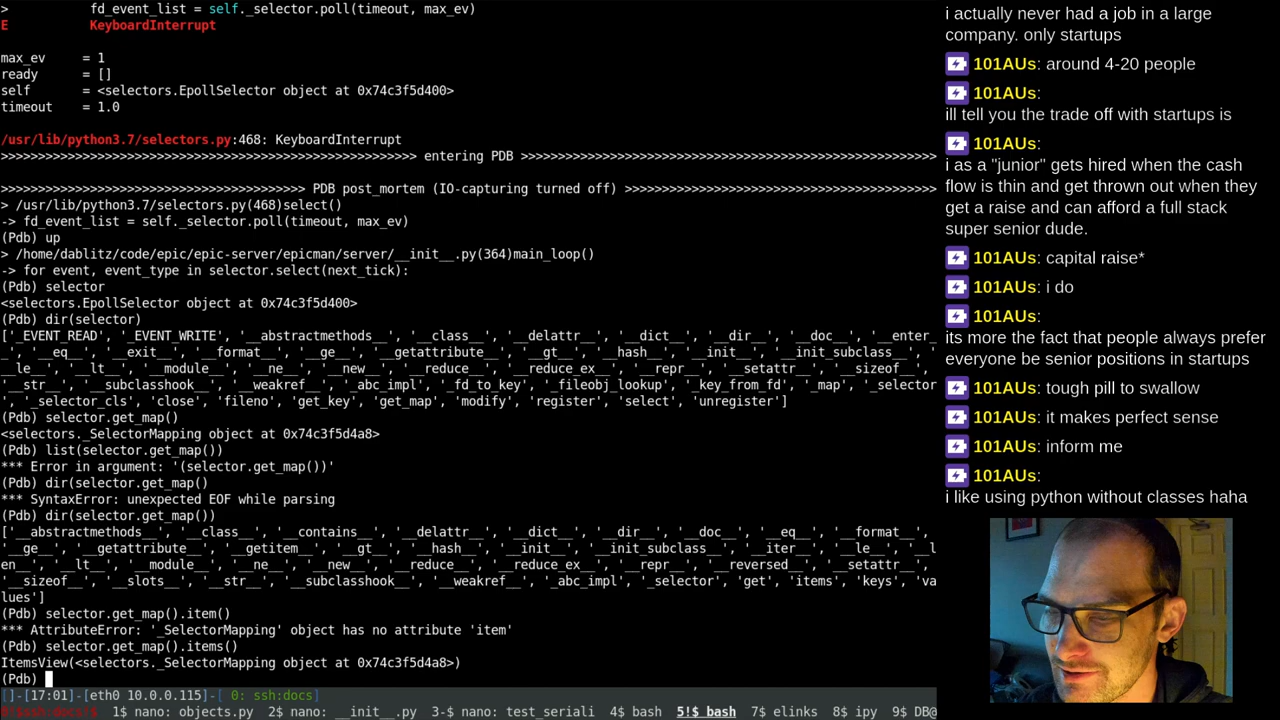 >           fd_event_list = self._selector.poll(timeout, max_ev)
E           KeyboardInterrupt
max_ev     = 1
ready      = []
self       = <selectors.EpollSelector object at 0x74c3f5d400>
timeout    = 1.0
/usr/lib/python3.7/selectors.py:468: KeyboardInterrupt
>>>>>>>>>>>>>>>>>>>>>>>>>>>>>>>>>>>>>>>>>>>>>>>>>>>>>>> entering PDB >>>>>>>>>>>>>>>>>>>>>>>>>>>>>>>>>>>>>>>>>>>>>>>>>>>>>>>
>>>>>>>>>>>>>>>>>>>>>>>>>>>>>>>>>>>>>>>> PDB post_mortem (IO-capturing turned off) >>>>>>>>>>>>>>>>>>>>>>>>>>>>>>>>>>>>>>>>>
> /usr/lib/python3.7/selectors.py(468)select()
-> fd_event_list = self._selector.poll(timeout, max_ev)
(Pdb) up
> /home/dablitz/code/epic/epic-server/epicman/server/__init__.py(364)main_loop()
-> for event, event_type in selector.select(next_tick):
(Pdb) selector
<selectors.EpollSelector object at 0x74c3f5d400>
(Pdb) dir(selector)
['_EVENT_READ', '_EVENT_WRITE', '__abstractmethods__', '__class__', '__delattr__', '__dict__', '__dir__', '__doc__', '__enter_
_', '__eq__', '__exit__', '__format__', '__ge__', '__getattribute__', '__gt__', '__hash__', '__init__', '__init_subclass__', '
__le__', '__lt__', '__module__', '__ne__', '__new__', '__reduce__', '__reduce_ex__', '__repr__', '__setattr__', '__sizeof__',
'__str__', '__subclasshook__', '__weakref__', '_abc_impl', '_fd_to_key', '_fileobj_lookup', '_key_from_fd', '_map', '_selector
', '_selector_cls', 'close', 'fileno', 'get_key', 'get_map', 'modify', 'register', 'select', 'unregister']
(Pdb) selector.get_map()
<selectors._SelectorMapping object at 0x74c3f5d4a8>
(Pdb) list(selector.get_map())
*** Error in argument: '(selector.get_map())'
(Pdb) dir(selector.get_map()
*** SyntaxError: unexpected EOF while parsing
(Pdb) dir(selector.get_map())
['__abstractmethods__', '__class__', '__contains__', '__delattr__', '__dict__', '__dir__', '__doc__', '__eq__', '__format__',
'__ge__', '__getattribute__', '__getitem__', '__gt__', '__hash__', '__init__', '__init_subclass__', '__iter__', '__le__', '__l
en__', '__lt__', '__module__', '__ne__', '__new__', '__reduce__', '__reduce_ex__', '__repr__', '__reversed__', '__setattr__',
'__sizeof__', '__slots__', '__str__', '__subclasshook__', '__weakref__', '_abc_impl', '_selector', 'get', 'items', 'keys', 'va
lues']
(Pdb) selector.get_map().item()
*** AttributeError: '_SelectorMapping' object has no attribute 'item'
(Pdb) selector.get_map().items()
ItemsView(<selectors._SelectorMapping object at 0x74c3f5d4a8>)
(Pdb)
[]-[17:01]-[eth0 10.0.0.115]-[ 0: ssh:docs]
0!$ssh:docs!$  1$ nano: objects.py  2$ nano: __init__.py  3-$ nano: test_seriali  4$ bash  5!$ bash  7$ elinks  8$ ipy  9$ DB@
i actually never had a job in a large
company. only startups
101AUs: around 4-20 people
101AUs:
ill tell you the trade off with startups is
101AUs:
i as a "junior" gets hired when the cash
flow is thin and get thrown out when they
get a raise and can afford a full stack
super senior dude.
101AUs: capital raise*
101AUs: i do
101AUs:
its more the fact that people always prefer
everyone be senior positions in startups
101AUs: tough pill to swallow
101AUs: it makes perfect sense
101AUs: inform me
101AUs:
i like using python without classes haha